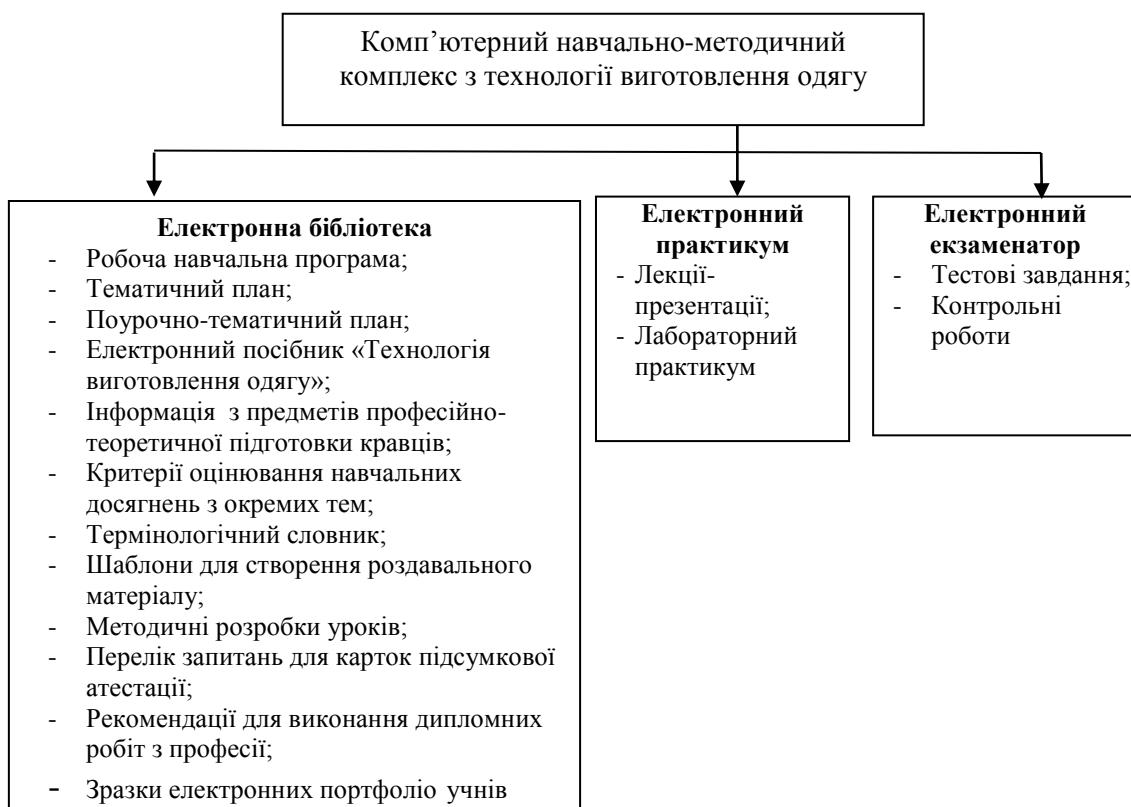 Комп’ютерний навчально-методичний
комплекс з технології виготовлення одягу
Електронна бібліотека
- Робоча навчальна програма;
- Тематичний план;
- Поурочно-тематичний план;
- Електронний посібник «Технологія
виготовлення одягу»;
- Інформація з предметів професійно-
теоретичної підготовки кравців;
- Критерії оцінювання навчальних
досягнень з окремих тем;
- Термінологічний словник;
- Шаблони для створення роздавального
матеріалу;
- Методичні розробки уроків;
- Перелік запитань для карток підсумкової
атестації;
- Рекомендації для виконання дипломних
робіт з професії;
- Зразки електронних портфоліо учнів
Електронний
практикум
- Лекції-
презентації;
- Лабораторний
практикум
Електронний
екзаменатор
- Тестові завдання;
- Контрольні
роботи